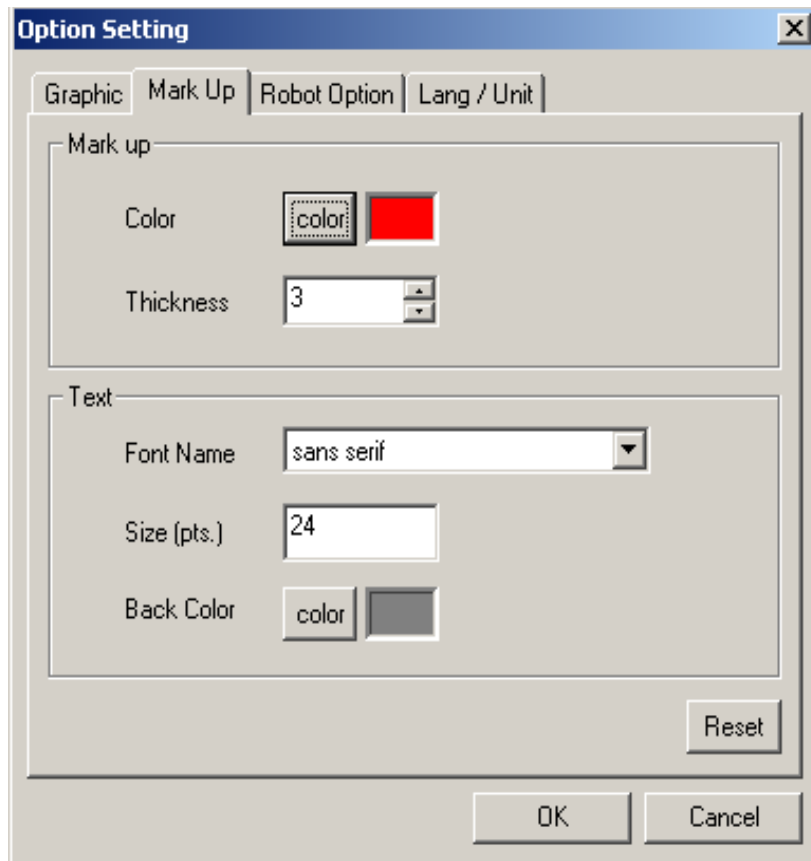 Option Setting
Graphic Mark Up Robot Option Lang / Unit
Mark up
Color color
Thickness 3
Text
Font Name sans serif
Size (pts.) 24
Back Color color
Reset
OK Cancel